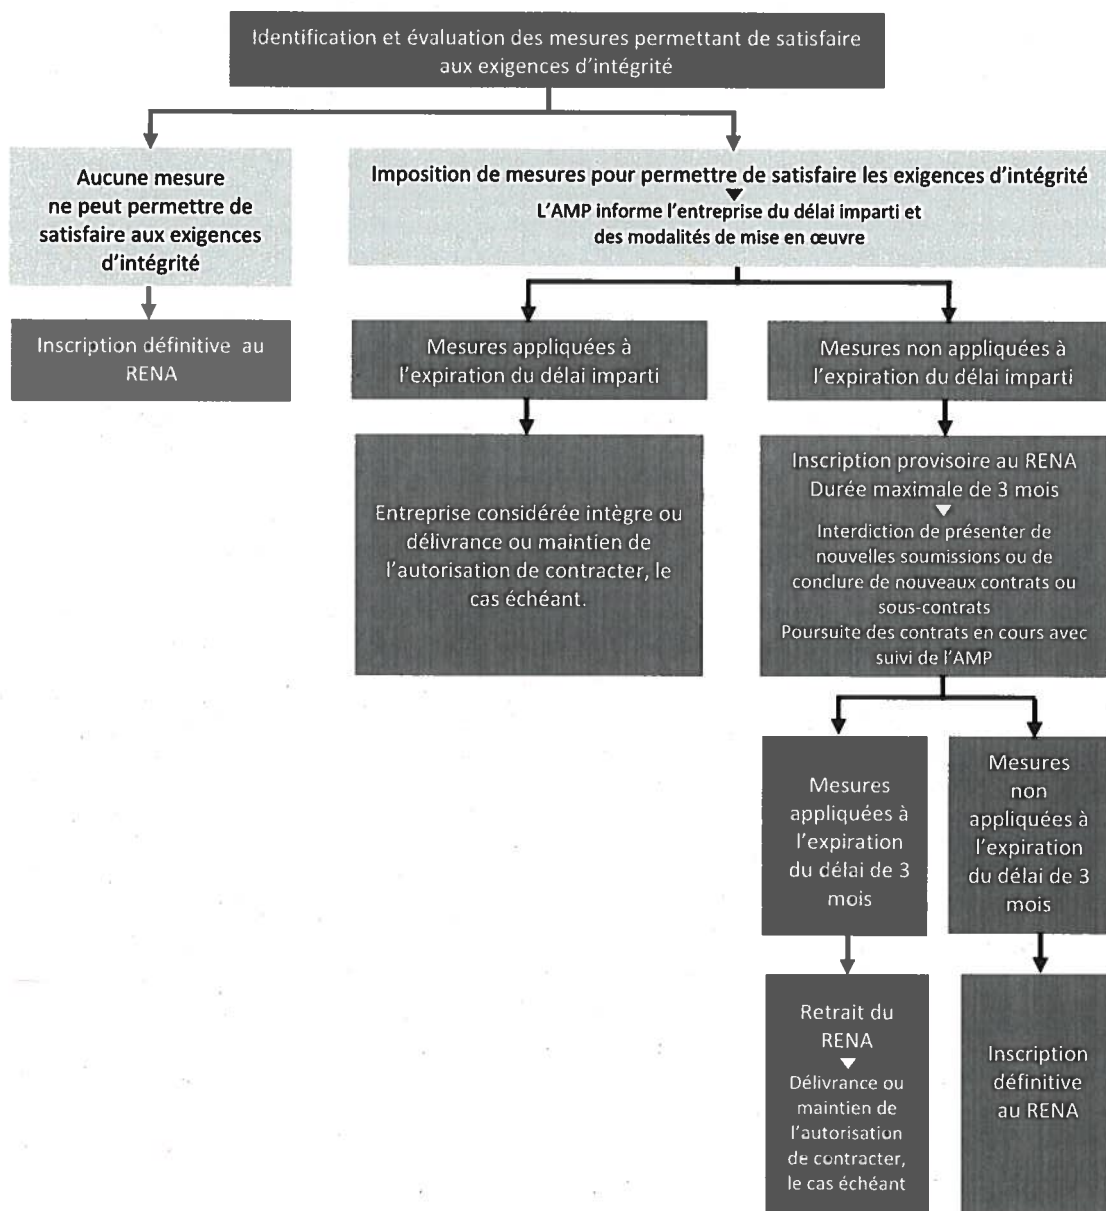 Identification et évaluation des mesures permettant de satisfaire
aux exigences d’intégrité
Aucune mesure
ne peut permettre de
satisfaire aux exigences
d’intégrité
Inscription définitive au
RENA
Imposition de mesures pour permettre de satisfaire les exigences d’intégrité
L’AMP informe l’entreprise du délai imparti et
des modalités de mise en œuvre
Mesures appliquées à
l’expiration du délai imparti
Entreprise considérée intègre ou
délivrance ou maintien de
l’autorisation de contracter, le
cas échéant.
Mesures non appliquées à
l’expiration du délai imparti
Inscription provisoire au RENA
Durée maximale de 3 mois
Interdiction de présenter de
nouvelles soumissions ou de
conclure de nouveaux contrats ou
sous-contrats
Poursuite des contrats en cours avec
suivi de l’AMP
Mesures
appliquées à
l’expiration
du délai de 3
mois
Retrait du
RENA
Délivrance ou
maintien de
l’autorisation
de contracter,
le cas échéant
Mesures
non
appliquées à
l’expiration
du délai de 3
mois
Inscription
définitive
au RENA